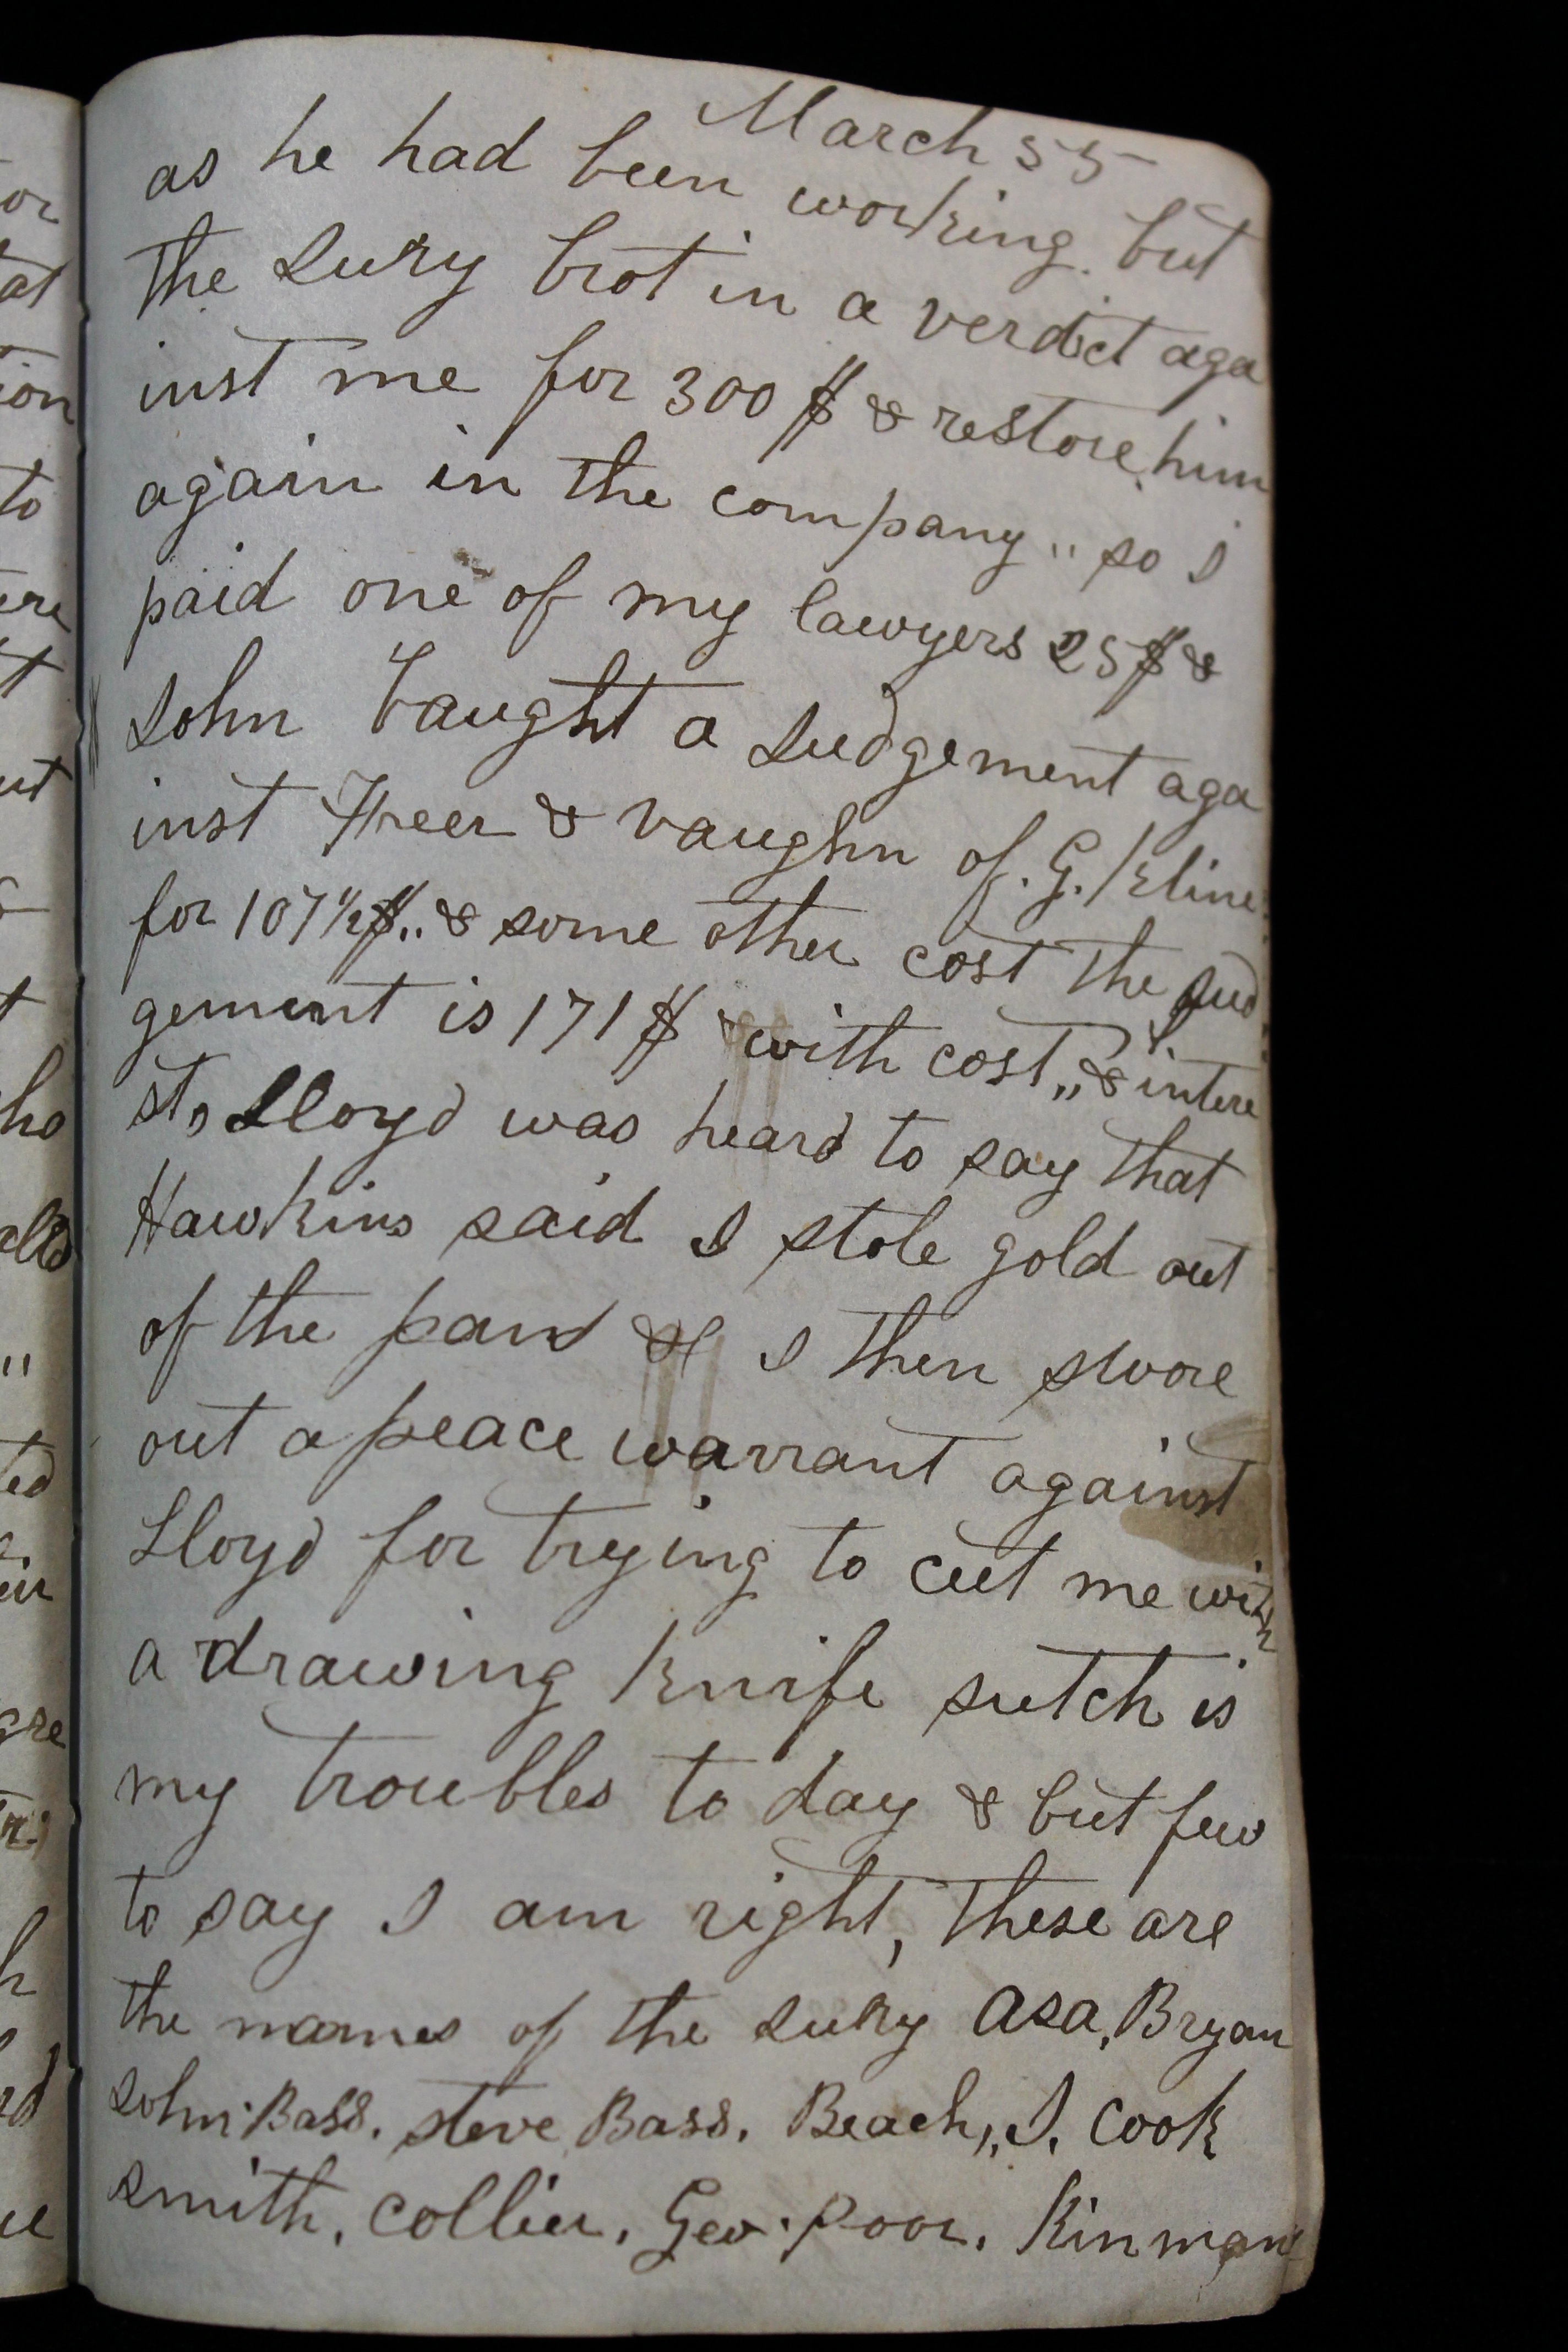 March 55
as he had been working. but
the Jury brot in a verdict aga
inst me for 300 $ & restore him
again in the company „ so I
paid one of my lawyers 25 $ &
John baught a Judgement aga
inst Freer & vaughn of. G. Kline
for 107 1/2 $ „ & some other cost the Jud
gement is 171 $ with cost „ & intere
st, Lloyd was heard to say that
Hawkins said I stole gold out
of the pans & I then swore
out a peace warrant against
Lloyd for trying to cut me with
a drawing knife sutch is
my troubles to day & but few
to say I am right, these are
the names of the Jury Asa, Bryan
John Bass. steve Bass. Beach,„ J. Cook
smith. Collier. Geo. Poor. Kinman